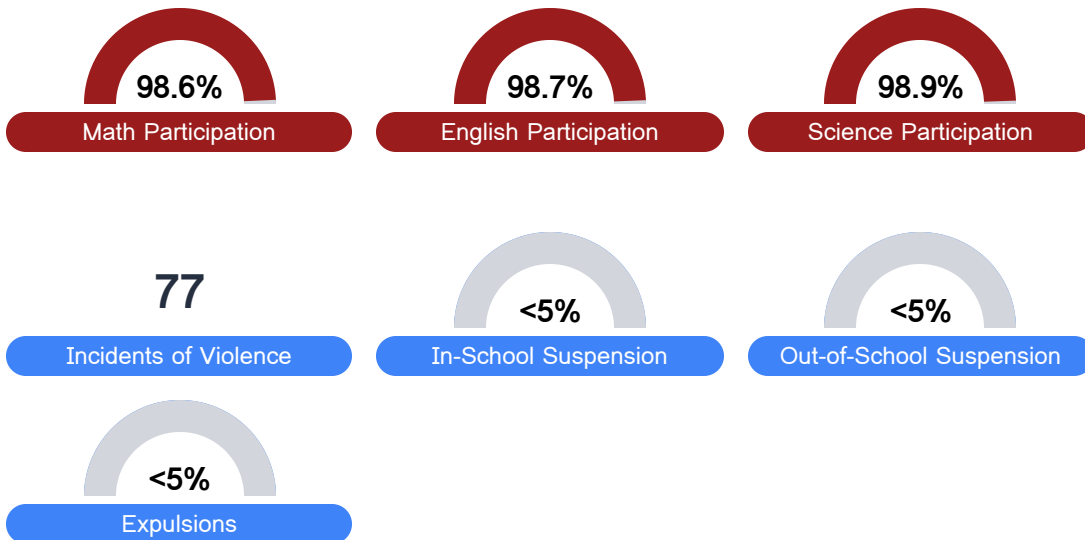 98.6%
Math Participation
98.7%
English Participation
98.9%
Science Participation
77
Incidents of Violence
<5%
In-School Suspension
<5%
Out-of-School Suspension
<5%
Expulsions